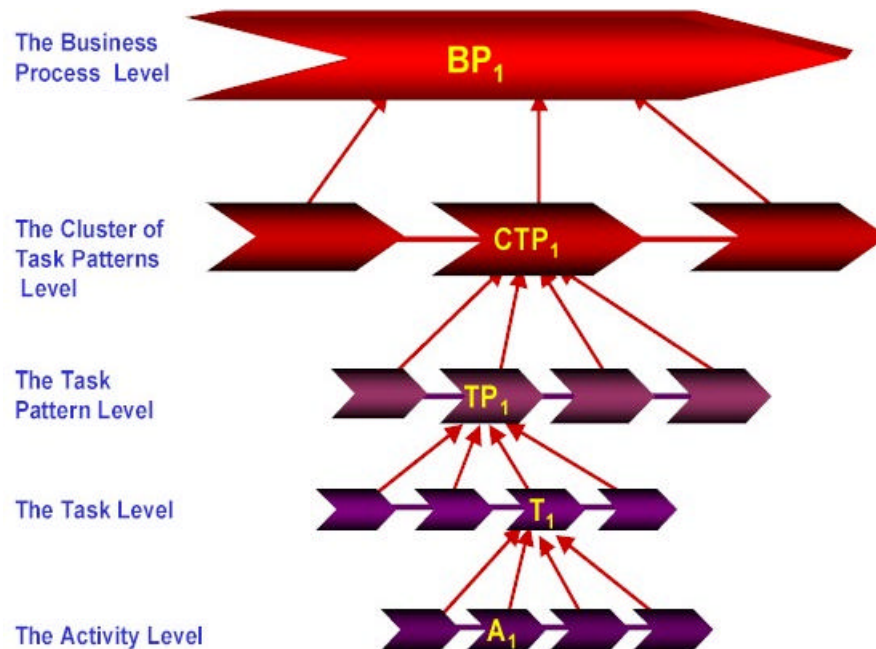 The Business
Process Level
BP₁
The Cluster of
Task Patterns
Level
CTP₁
The Task
Pattern Level
TP₁
The Task Level
T₁
The Activity Level
A₁